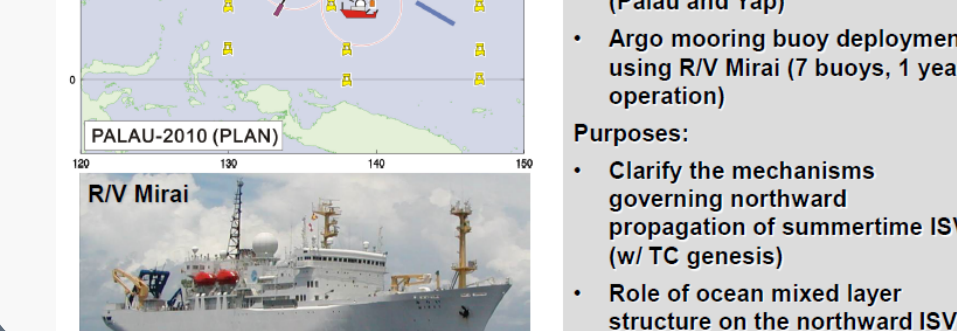 0
PALAU-2010 (PLAN)
120 130 140 150
R/V Mirai
(Palau and Yap)
• Argo mooring buoy deploymen
using R/V Mirai (7 buoys, 1 yea
operation)
Purposes:
• Clarify the mechanisms
governing northward
propagation of summertime ISV
(w/ TC genesis)
• Role of ocean mixed layer
structure on the northward ISV